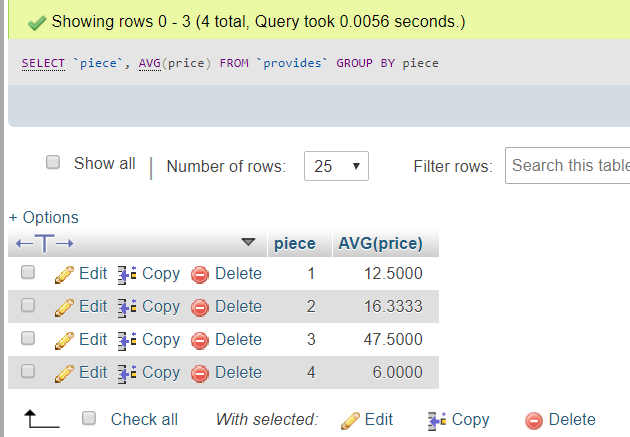 Showing rows 0 - 3 (4 total, Query took 0.0056 seconds.)
SELECT `piece`, AVG(price) FROM `provides` GROUP BY piece
Show all | Number of rows: 25 Filter rows: Search this table
+ Options
piece AVG(price)
Edit Copy Delete 1 12.5000
Edit Copy Delete 2 16.3333
Edit Copy Delete 3 47.5000
Edit Copy Delete 4 6.0000
Check all With selected: Edit Copy Delete